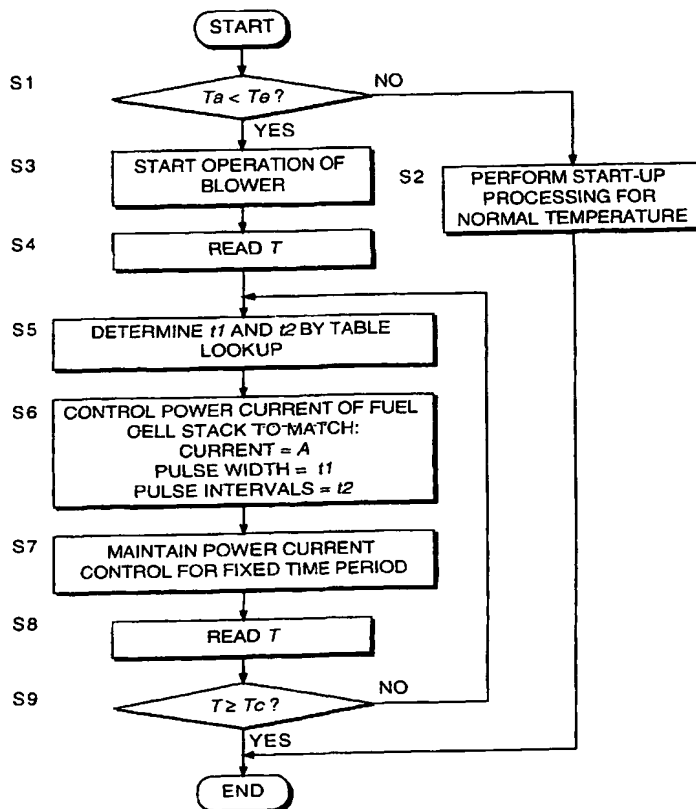 START
S1
Ta < Te ?
NO
YES
S3
START OPERATION OF
BLOWER
S2
PERFORM START-UP
PROCESSING FOR
NORMAL TEMPERATURE
S4
READ T
S5
DETERMINE t1 AND t2 BY TABLE
LOOKUP
S6
CONTROL POWER CURRENT OF FUEL
CELL STACK TO MATCH:
CURRENT = A
PULSE WIDTH = t1
PULSE INTERVALS = t2
S7
MAINTAIN POWER CURRENT
CONTROL FOR FIXED TIME PERIOD
S8
READ T
S9
T ≥ Tc ?
NO
YES
END